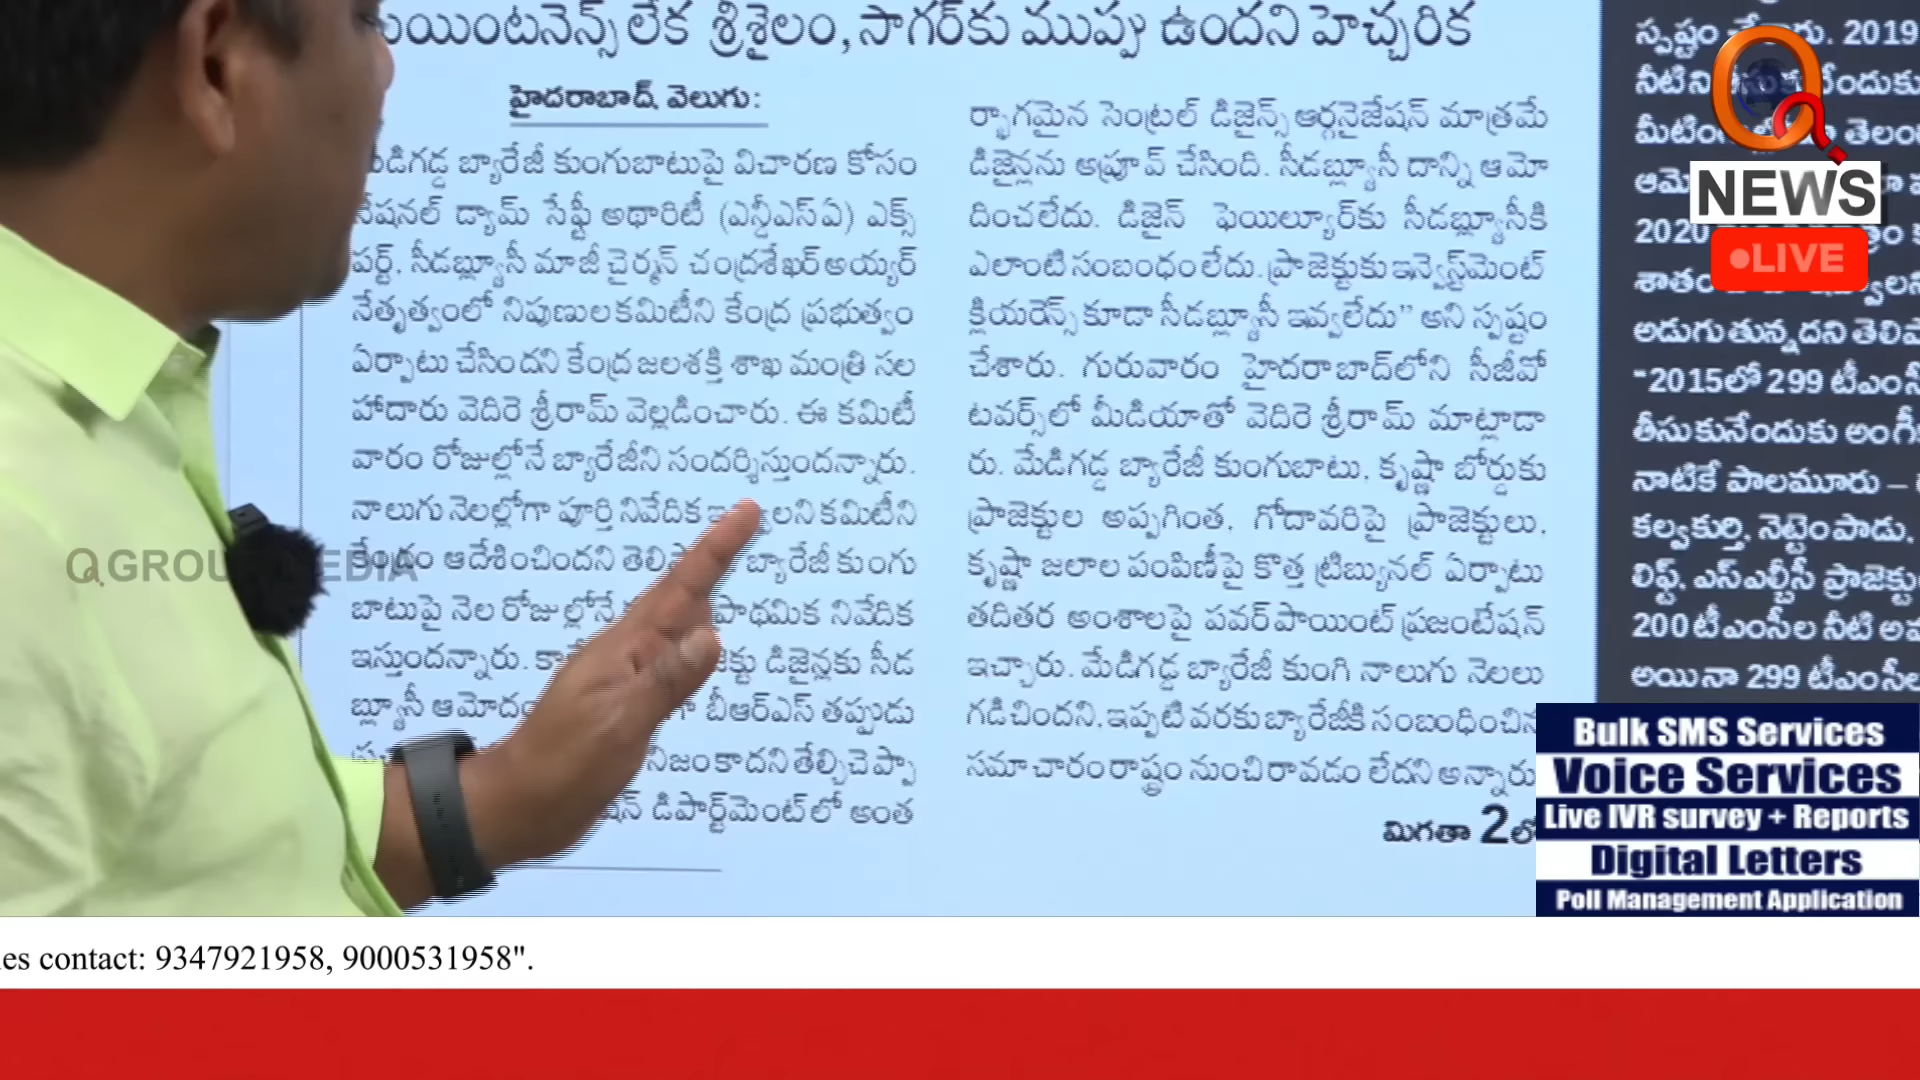 లేక శ్రీశైలం, సాగర్‌కు ముప్పు ఉందని హెచ్చరిక
హైదరాబాద్, వెలుగు:
బ్యారేజీ కుంగుబాటుపై విచారణ కోసం
నేషనల్ డ్యామ్ సేఫ్టీ అథారిటీ (ఎన్డీఎస్ఏ) ఎక్స్
పర్ట్, సీడబ్ల్యూసీ మాజీ చైర్మన్ చంద్రశేఖర్ అయ్యర్
నేతృత్వంలో నిపుణుల కమిటీని కేంద్ర ప్రభుత్వం
ఏర్పాటు చేసిందని కేంద్ర జలశక్తి శాఖ మంత్రి సల
హాదారు వెదిరె శ్రీరామ్ వెల్లడించారు. ఈ కమిటీ
వారం రోజుల్లోనే బ్యారేజీని సందర్శిస్తుందన్నారు.
నాలుగు నెలల్లోగా పూర్తి నివేదిక కమిటీని
కేంద్రం ఆదేశించిందని బ్యారేజీ కుంగు
బాటుపై నెల రోజుల్లోనే ప్రాథమిక నివేదిక
ఇస్తుందన్నారు. డిజైన్లకు సీడ
బ్ల్యూసీ బీఆర్ఎస్ తప్పుడు
నిజం కాదని తేల్చిచెప్పా
డిపార్ట్‌మెంట్‌లో అంత
ర్భాగమైన సెంట్రల్ డిజైన్స్ ఆర్గనైజేషన్ మాత్రమే
డిజైన్లను అప్రూవ్ చేసింది. సీడబ్ల్యూసీ దాన్ని ఆమో
దించలేదు. డిజైన్ ఫెయిల్యూర్‌కు సీడబ్ల్యూసీకి
ఎలాంటి సంబంధం లేదు. ప్రాజెక్టుకు ఇన్వెస్ట్‌మెంట్
క్లియరెన్స్ కూడా సీడబ్ల్యూసీ ఇవ్వలేదు" అని స్పష్టం
చేశారు. గురువారం హైదరాబాద్‌లోని సీజీవో
టవర్స్‌లో మీడియాతో వెదిరె శ్రీరామ్ మాట్లాడా
రు. మేడిగడ్డ బ్యారేజీ కుంగుబాటు, కృష్ణా బోర్డుకు
ప్రాజెక్టుల అప్పగింత, గోదావరిపై ప్రాజెక్టులు,
కృష్ణా జలాల పంపిణీపై కొత్త ట్రిబ్యునల్ ఏర్పాటు
తదితర అంశాలపై పవర్ పాయింట్ ప్రజంటేషన్
ఇచ్చారు. మేడిగడ్డ బ్యారేజీ కుంగి నాలుగు నెలలు
గడిచిందని, ఇప్పటి వరకు బ్యారేజీకి సంబంధించిన
సమాచారం రాష్ట్రం నుంచి రావడం లేదని అన్నారు
మిగతా 2లో
స్పష్టం 2019
నీటిని
తెలం
2020
శాతం
అడుగుతున్నదని
"2015లో 299 టీఎంసీ
తీసుకునేందుకు
నాటికే పాలమూరు –
కల్వకుర్తి, నెట్టెంపాడు,
లిఫ్ట్, ఎస్ఎల్బీసీ
200 టీఎంసీల నీటి
అయినా 299 టీఎంసీల
Q
NEWS
LIVE
Q GROUP MEDIA
Bulk SMS Services
Voice Services
Live IVR survey + Reports
Digital Letters
Poll Management Application
es contact: 9347921958, 9000531958".